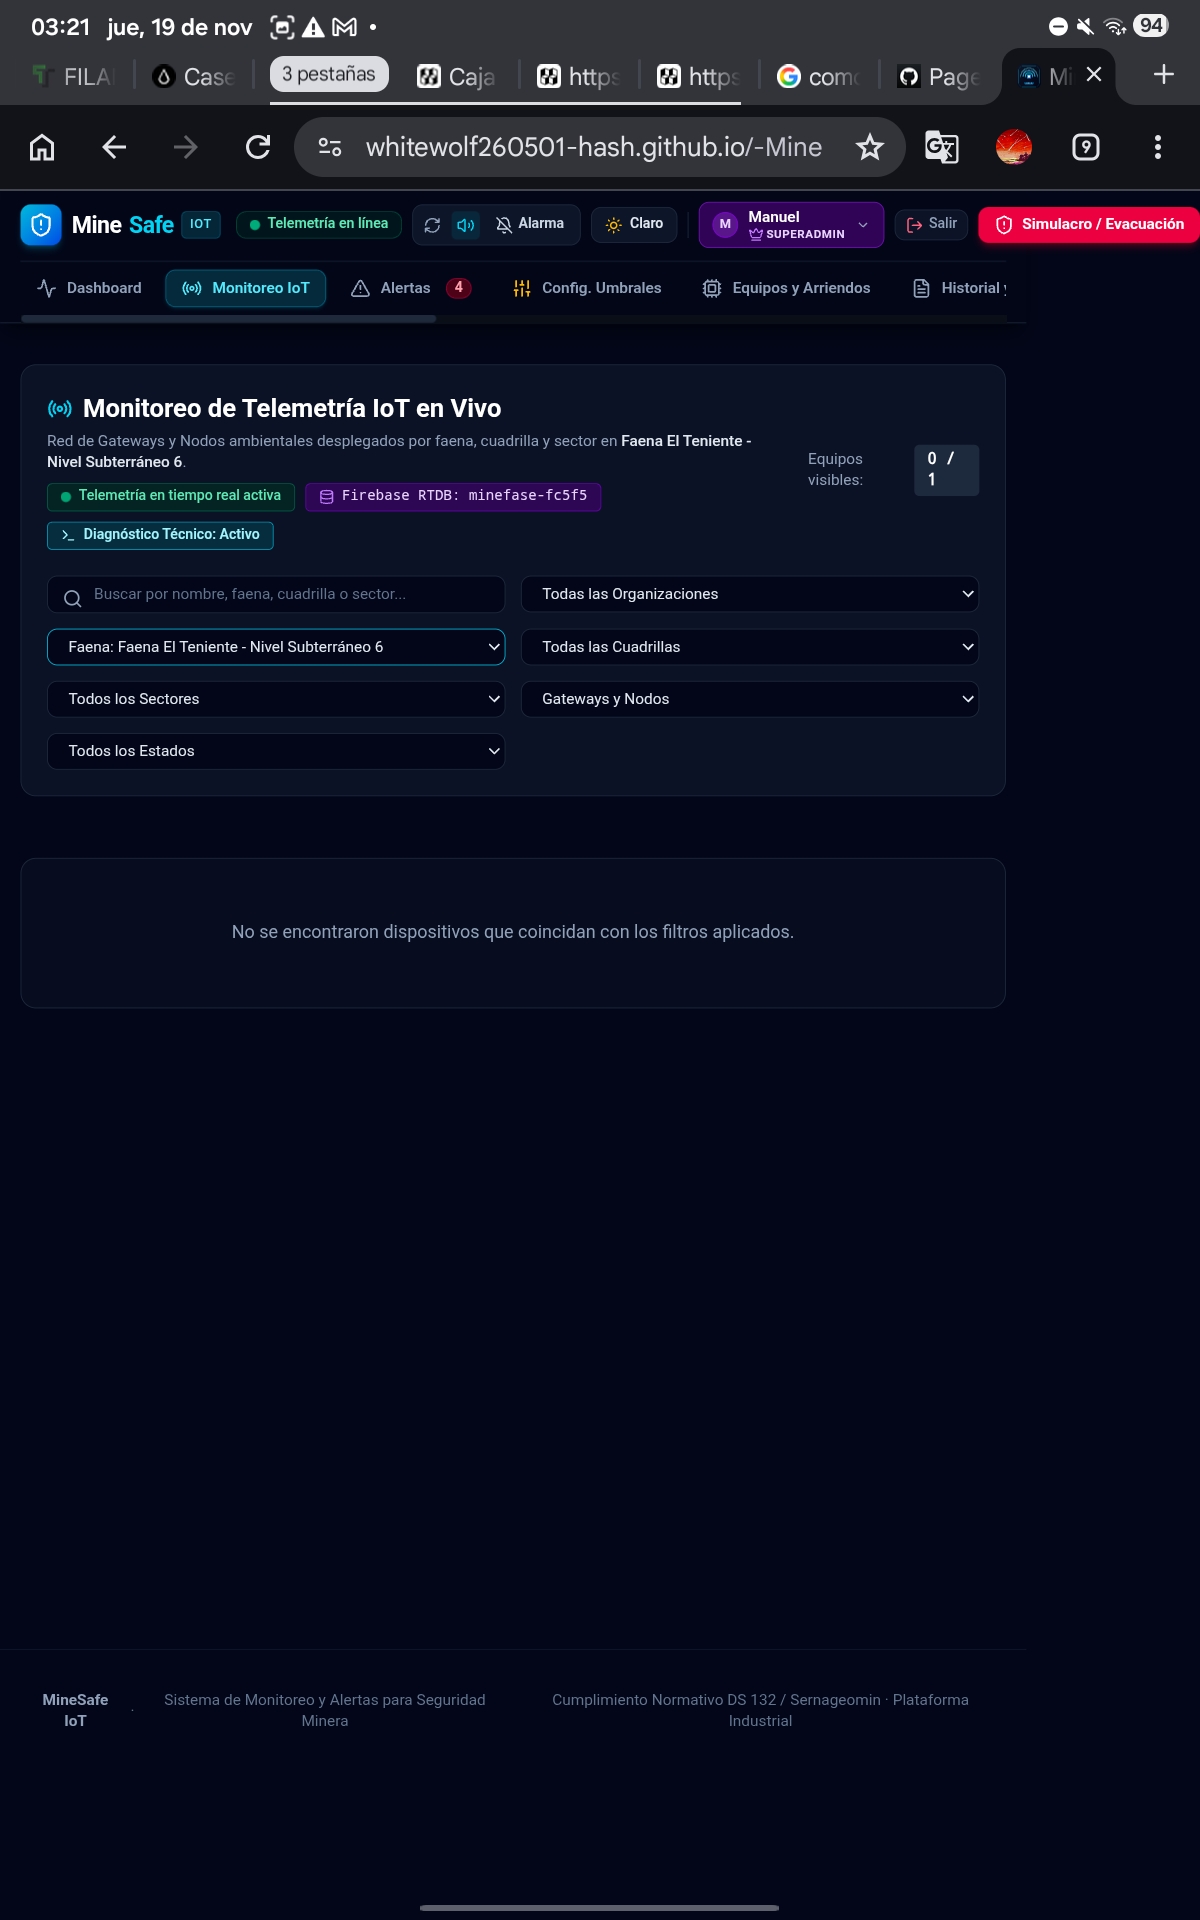 03:21 jue, 19 de nov
94
FILA
Case
3 pestañas
Caja
https
https
como
Page
Mi
whitewolf260501-hash.github.io/-Mine
9
Mine Safe IOT
Telemetría en línea
Alarma
Claro
M
Manuel
SUPERADMIN
Salir
Simulacro / Evacuación
Dashboard
Monitoreo IoT
Alertas 4
Config. Umbrales
Equipos y Arriendos
Historial y
Monitoreo de Telemetría IoT en Vivo
Red de Gateways y Nodos ambientales desplegados por faena, cuadrilla y sector en Faena El Teniente -
Nivel Subterráneo 6.
Equipos
visibles:
0 /
1
Telemetría en tiempo real activa
Firebase RTDB: minefase-fc5f5
Diagnóstico Técnico: Activo
Buscar por nombre, faena, cuadrilla o sector...
Todas las Organizaciones
Faena: Faena El Teniente - Nivel Subterráneo 6
Todas las Cuadrillas
Todos los Sectores
Gateways y Nodos
Todos los Estados
No se encontraron dispositivos que coincidan con los filtros aplicados.
MineSafe
IoT
·
Sistema de Monitoreo y Alertas para Seguridad
Minera
Cumplimiento Normativo DS 132 / Sernageomin · Plataforma
Industrial